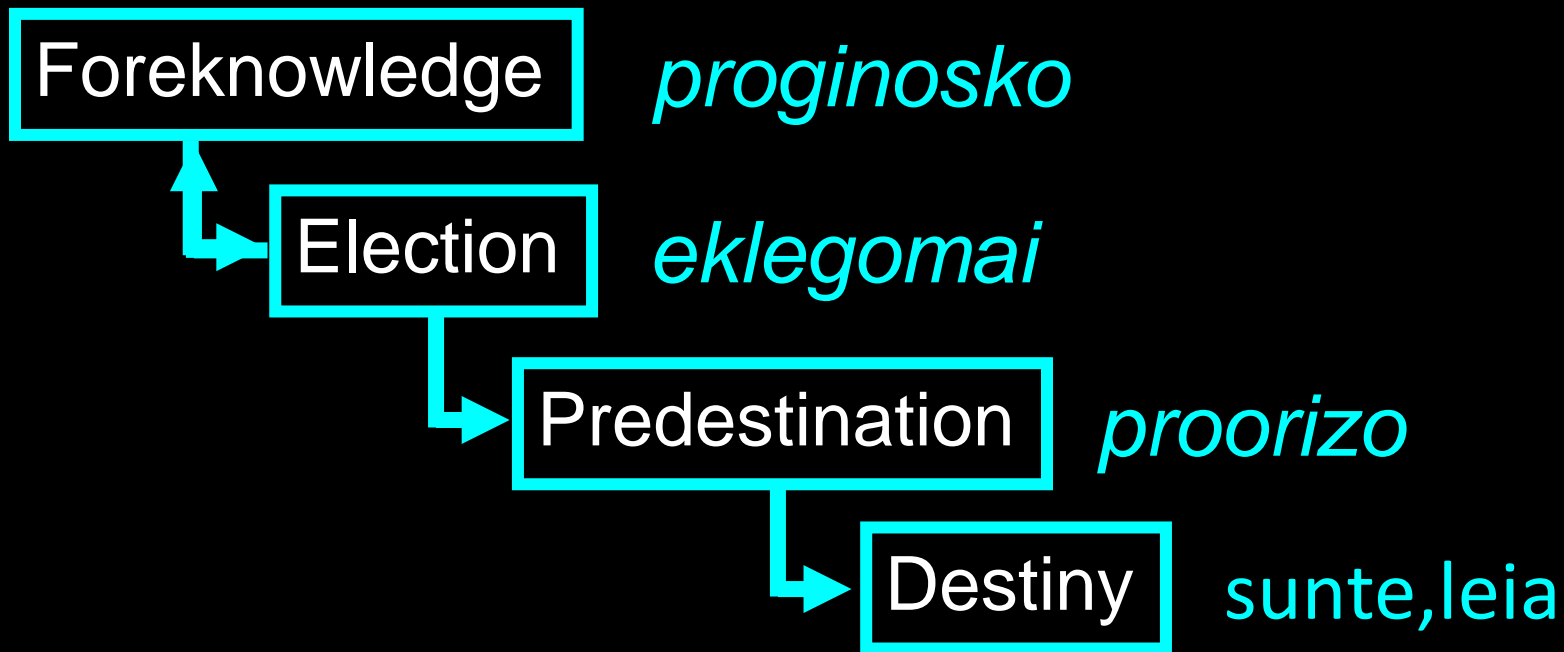 Foreknowledge proginosko
Election eklegomai
Predestination proorizo
Destiny sunte,leia